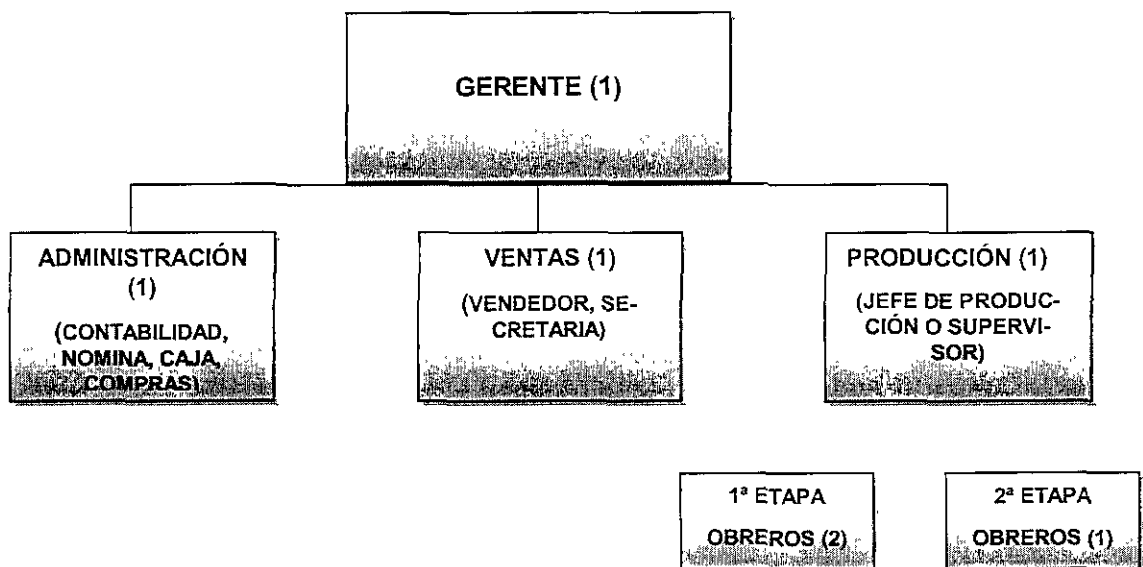 GERENTE (1)
ADMINISTRACIÓN
(1)
(CONTABILIDAD,
NOMINA, CAJA,
COMPRAS)
VENTAS (1)
(VENDEDOR, SE-
CRETARIA)
PRODUCCIÓN (1)
(JEFE DE PRODUC-
CIÓN O SUPERVI-
SOR)
1ª ETAPA
OBREROS (2)
2ª ETAPA
OBREROS (1)